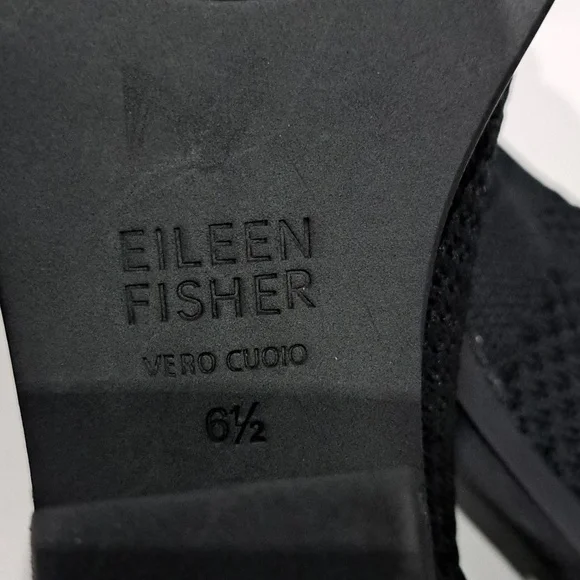 EILEEN
FISHER
VERO CUOIO
6½